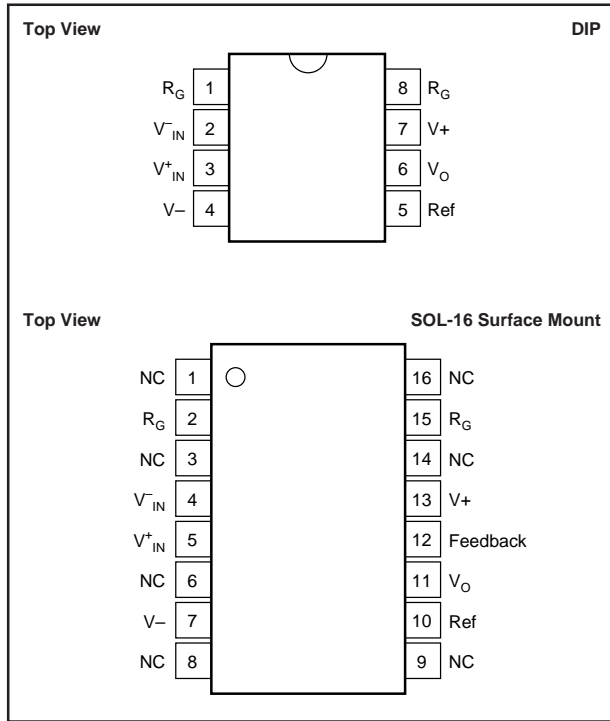 Top View DIP
R_G 1 8 R_G
V⁻_IN 2 7 V+
V⁺_IN 3 6 V_O
V– 4 5 Ref
Top View SOL-16 Surface Mount
NC 1 16 NC
R_G 2 15 R_G
NC 3 14 NC
V⁻_IN 4 13 V+
V⁺_IN 5 12 Feedback
NC 6 11 V_O
V– 7 10 Ref
NC 8 9 NC